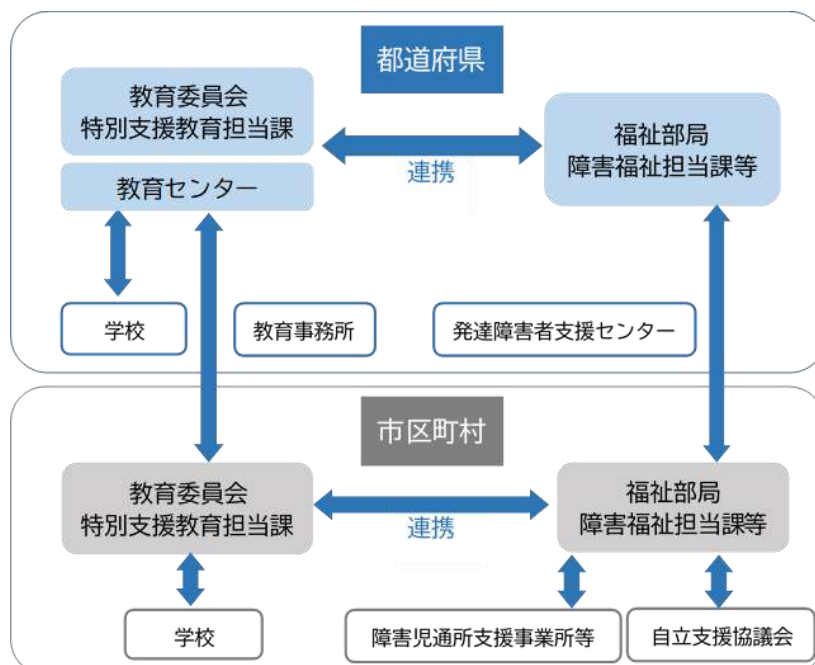 都道府県
教育委員会
特別支援教育担当課
連携
福祉部局
障害福祉担当課等
教育センター
学校
教育事務所
発達障害者支援センター
市区町村
教育委員会
特別支援教育担当課
連携
福祉部局
障害福祉担当課等
学校
障害児通所支援事業所等
自立支援協議会